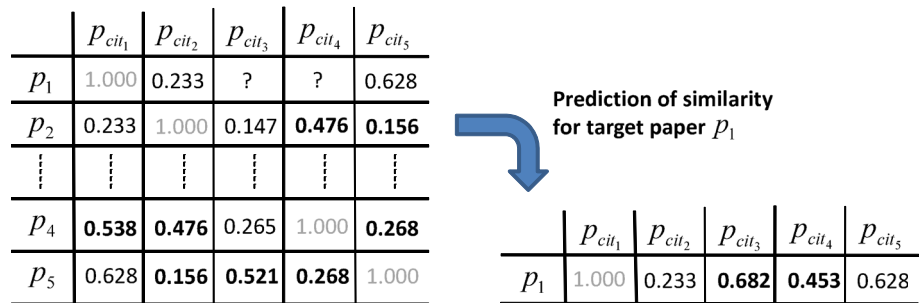 p_cit1 p_cit2 p_cit3 p_cit4 p_cit5
p1 1.000 0.233 ? ? 0.628
p2 0.233 1.000 0.147 0.476 0.156
p4 0.538 0.476 0.265 1.000 0.268
p5 0.628 0.156 0.521 0.268 1.000
Prediction of similarity
for target paper p1
p_cit1 p_cit2 p_cit3 p_cit4 p_cit5
p1 1.000 0.233 0.682 0.453 0.628